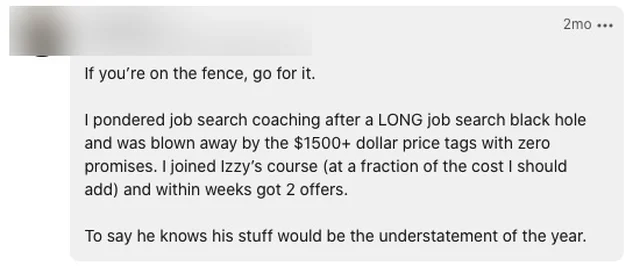 2mo •••
If you’re on the fence, go for it.
I pondered job search coaching after a LONG job search black hole
and was blown away by the $1500+ dollar price tags with zero
promises. I joined Izzy’s course (at a fraction of the cost I should
add) and within weeks got 2 offers.
To say he knows his stuff would be the understatement of the year.